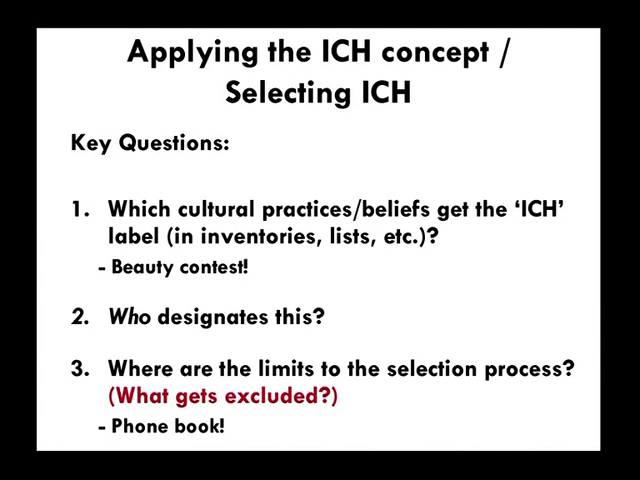 Applying the ICH concept /
Selecting ICH
Key Questions:
1. Which cultural practices/beliefs get the ‘ICH’
label (in inventories, lists, etc.)?
- Beauty contest!
2. Who designates this?
3. Where are the limits to the selection process?
(What gets excluded?)
- Phone book!